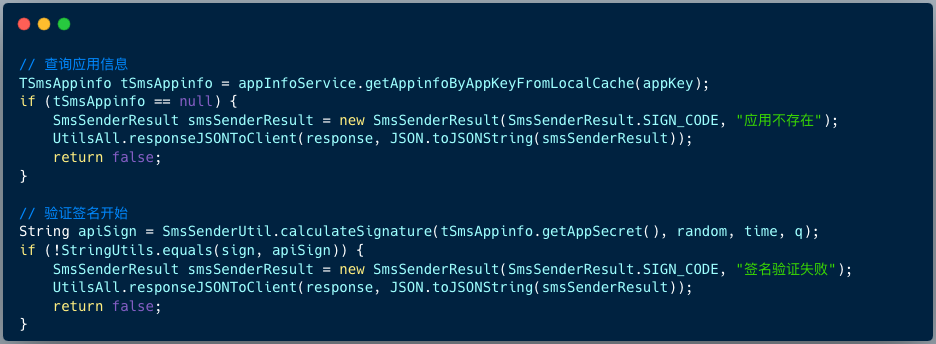 // 查询应用信息
TSmsAppinfo tSmsAppinfo = appInfoService.getAppinfoByAppKeyFromLocalCache(appKey);
if (tSmsAppinfo == null) {
    SmsSenderResult smsSenderResult = new SmsSenderResult(SmsSenderResult.SIGN_CODE, "应用不存在");
    UtilsAll.responseJSONToClient(response, JSON.toJSONString(smsSenderResult));
    return false;
}
// 验证签名开始
String apiSign = SmsSenderUtil.calculateSignature(tSmsAppinfo.getAppSecret(), random, time, q);
if (!StringUtils.equals(sign, apiSign)) {
    SmsSenderResult smsSenderResult = new SmsSenderResult(SmsSenderResult.SIGN_CODE, "签名验证失败");
    UtilsAll.responseJSONToClient(response, JSON.toJSONString(smsSenderResult));
    return false;
}